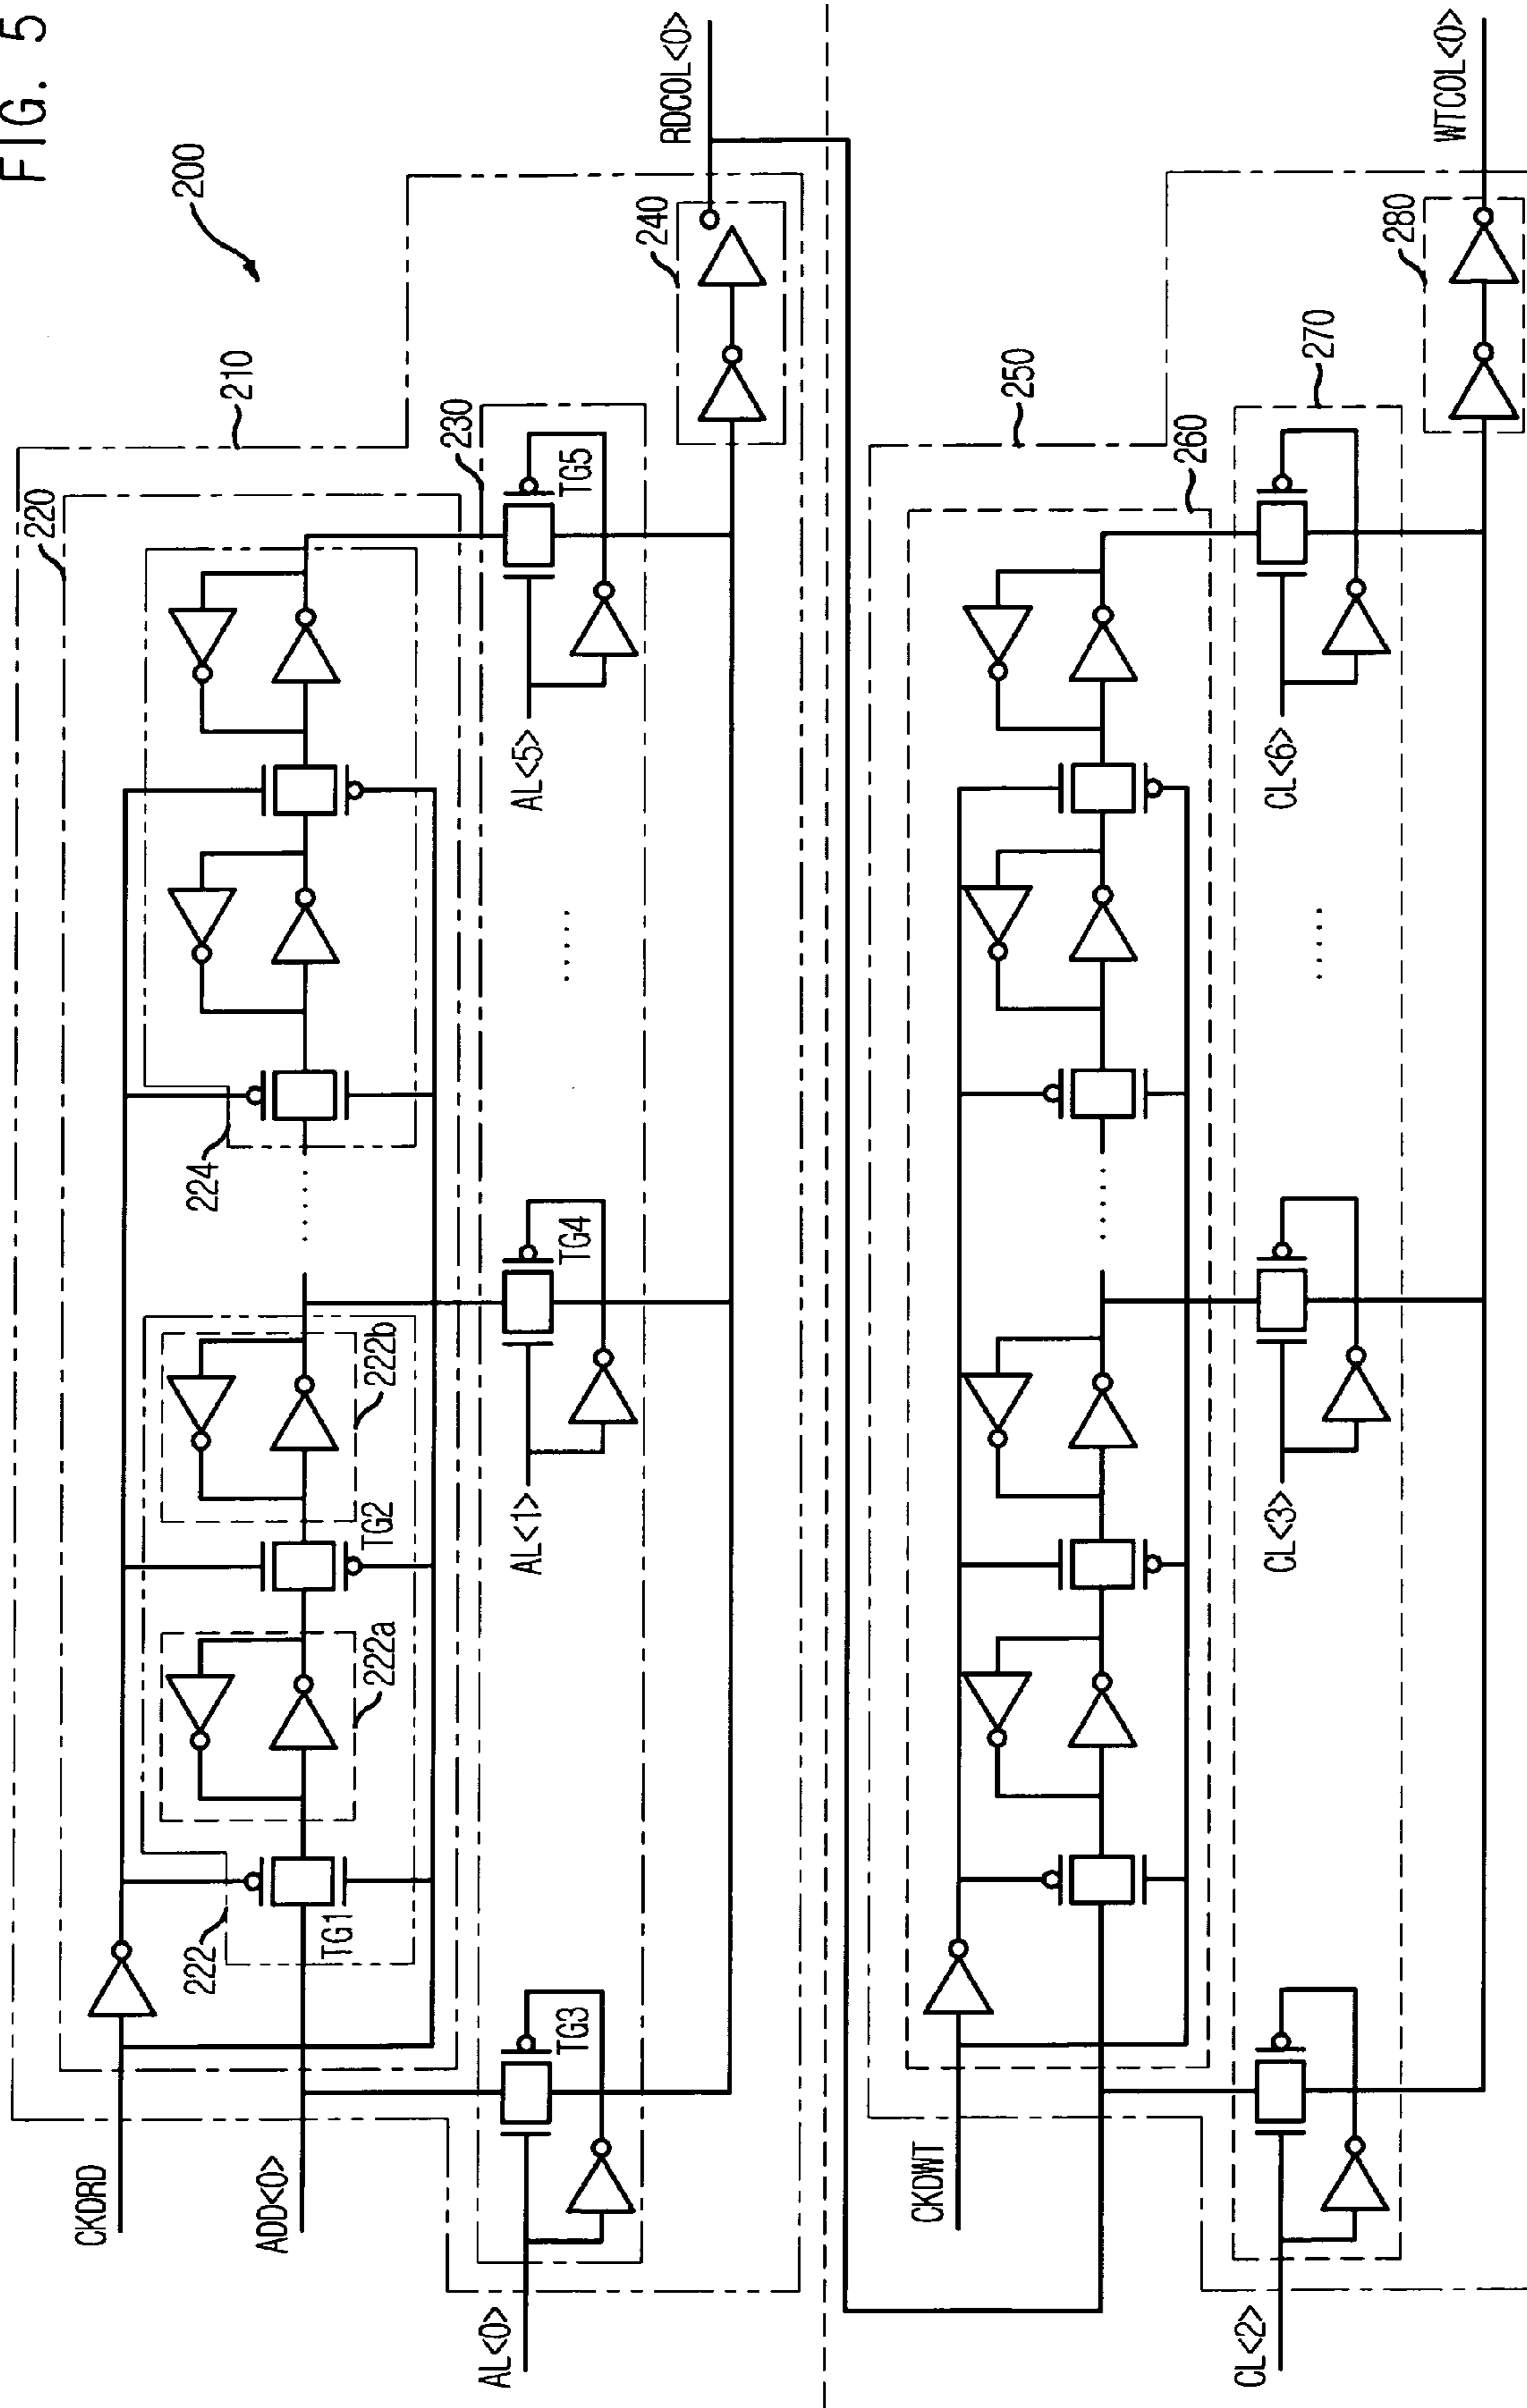 FIG. 5
200
210
220
CKDRD
222
222a
222b
224
TG1
TG2
ADD<0>
230
AL<0>
TG3
AL<1>
TG4
.....
AL<5>
TG5
240
RDCOL<0>
250
260
CKDWT
270
CL<2>
CL<3>
.....
CL<6>
280
WTCOL<0>